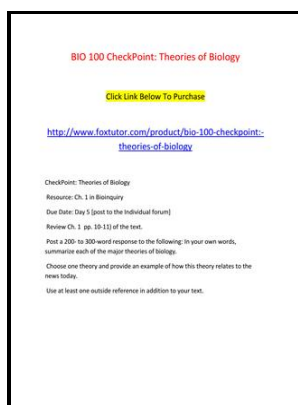 BIO 100 CheckPoint: Theories of Biology
Click Link Below To Purchase
http://www.foxtutor.com/product/bio-100-checkpoint:-
theories-of-biology
CheckPoint: Theories of Biology
Resource: Ch. 1 in Bioinquiry
Due Date: Day 5 [post to the Individual forum]
Review Ch. 1 pp. 10-11) of the text.
Post a 200- to 300-word response to the following: In your own words,
summarize each of the major theories of biology.
Choose one theory and provide an example of how this theory relates to the
news today.
Use at least one outside reference in addition to your text.